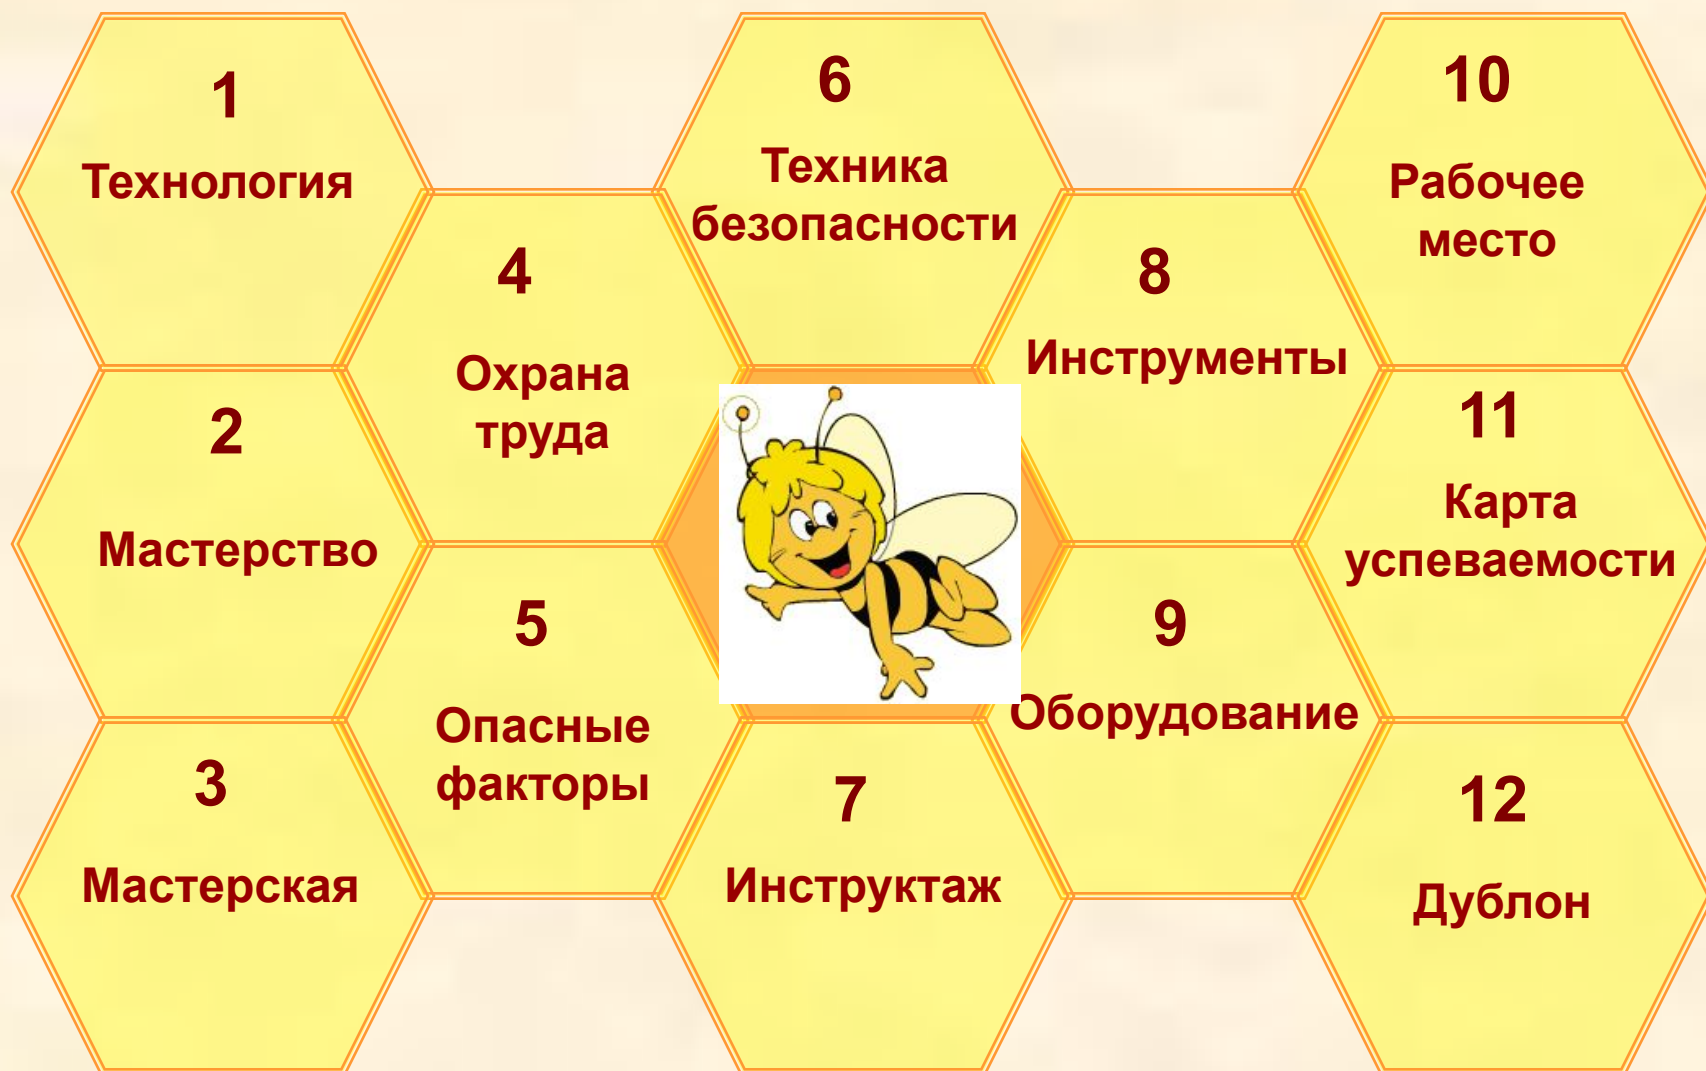 1
Технология
2
Мастерство
3
Мастерская
4
Охрана
труда
5
Опасные
факторы
6
Техника
безопасности
7
Инструктаж
8
Инструменты
9
Оборудование
10
Рабочее
место
11
Карта
успеваемости
12
Дублон